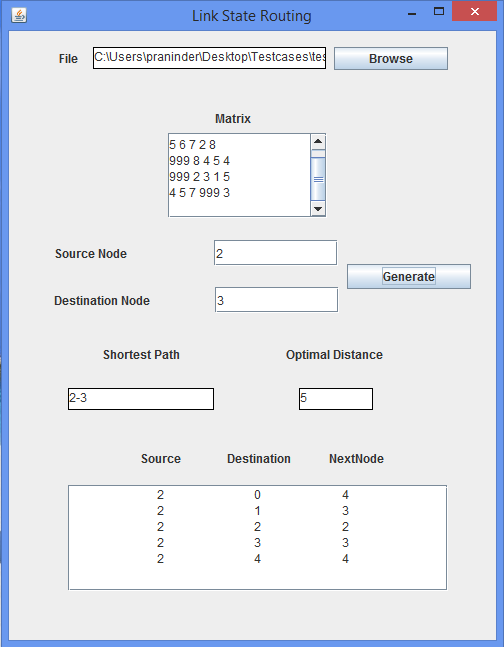 Link State Routing
File C:\Users\praninder\Desktop\Testcases\tes Browse
Matrix
5 6 7 2 8
999 8 4 5 4
999 2 3 1 5
4 5 7 999 3
Source Node 2
Generate
Destination Node 3
Shortest Path Optimal Distance
2-3 5
Source Destination NextNode
2 0 4
2 1 3
2 2 2
2 3 3
2 4 4